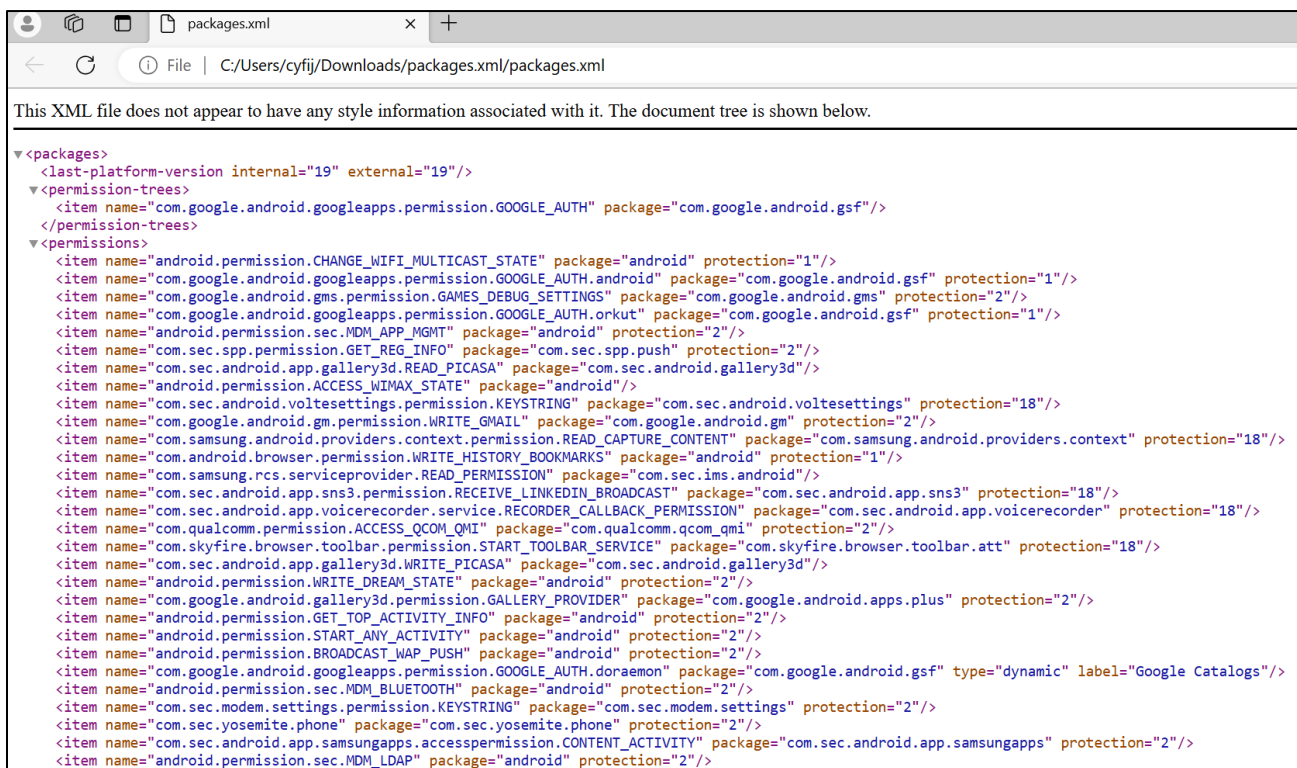 packages.xml
File | C:/Users/cyfij/Downloads/packages.xml/packages.xml
This XML file does not appear to have any style information associated with it. The document tree is shown below.
▼<packages>
<last-platform-version internal="19" external="19"/>
▼<permission-trees>
<item name="com.google.android.googleapps.permission.GOOGLE_AUTH" package="com.google.android.gsf"/>
</permission-trees>
▼<permissions>
<item name="android.permission.CHANGE_WIFI_MULTICAST_STATE" package="android" protection="1"/>
<item name="com.google.android.googleapps.permission.GOOGLE_AUTH.android" package="com.google.android.gsf" protection="1"/>
<item name="com.google.android.gms.permission.GAMES_DEBUG_SETTINGS" package="com.google.android.gms" protection="2"/>
<item name="com.google.android.googleapps.permission.GOOGLE_AUTH.orkut" package="com.google.android.gsf" protection="1"/>
<item name="android.permission.sec.MDM_APP_MGMT" package="android" protection="2"/>
<item name="com.sec.spp.permission.GET_REG_INFO" package="com.sec.spp.push" protection="2"/>
<item name="com.sec.android.app.gallery3d.READ_PICASA" package="com.sec.android.gallery3d"/>
<item name="android.permission.ACCESS_WIMAX_STATE" package="android"/>
<item name="com.sec.android.voltesettings.permission.KEYSTRING" package="com.sec.android.voltesettings" protection="18"/>
<item name="com.google.android.gm.permission.WRITE_GMAIL" package="com.google.android.gm" protection="2"/>
<item name="com.samsung.android.providers.context.permission.READ_CAPTURE_CONTENT" package="com.samsung.android.providers.context" protection="18"/>
<item name="com.android.browser.permission.WRITE_HISTORY_BOOKMARKS" package="android" protection="1"/>
<item name="com.samsung.rcs.serviceprovider.READ_PERMISSION" package="com.sec.ims.android"/>
<item name="com.sec.android.app.sns3.permission.RECEIVE_LINKEDIN_BROADCAST" package="com.sec.android.app.sns3" protection="18"/>
<item name="com.sec.android.app.voicerecorder.service.RECORDER_CALLBACK_PERMISSION" package="com.sec.android.app.voicerecorder" protection="18"/>
<item name="com.qualcomm.permission.ACCESS_QCOM_QMI" package="com.qualcomm.qcom_qmi" protection="2"/>
<item name="com.skyfire.browser.toolbar.permission.START_TOOLBAR_SERVICE" package="com.skyfire.browser.toolbar.att" protection="18"/>
<item name="com.sec.android.app.gallery3d.WRITE_PICASA" package="com.sec.android.gallery3d"/>
<item name="android.permission.WRITE_DREAM_STATE" package="android" protection="2"/>
<item name="com.google.android.gallery3d.permission.GALLERY_PROVIDER" package="com.google.android.apps.plus" protection="2"/>
<item name="android.permission.GET_TOP_ACTIVITY_INFO" package="android" protection="2"/>
<item name="android.permission.START_ANY_ACTIVITY" package="android" protection="2"/>
<item name="android.permission.BROADCAST_WAP_PUSH" package="android" protection="2"/>
<item name="com.google.android.googleapps.permission.GOOGLE_AUTH.doraemon" package="com.google.android.gsf" type="dynamic" label="Google Catalogs"/>
<item name="android.permission.sec.MDM_BLUETOOTH" package="android" protection="2"/>
<item name="com.sec.modem.settings.permission.KEYSTRING" package="com.sec.modem.settings" protection="2"/>
<item name="com.sec.yosemite.phone" package="com.sec.yosemite.phone" protection="2"/>
<item name="com.sec.android.app.samsungapps.accesspermission.CONTENT_ACTIVITY" package="com.sec.android.app.samsungapps" protection="2"/>
<item name="android.permission.sec.MDM_LDAP" package="android" protection="2"/>